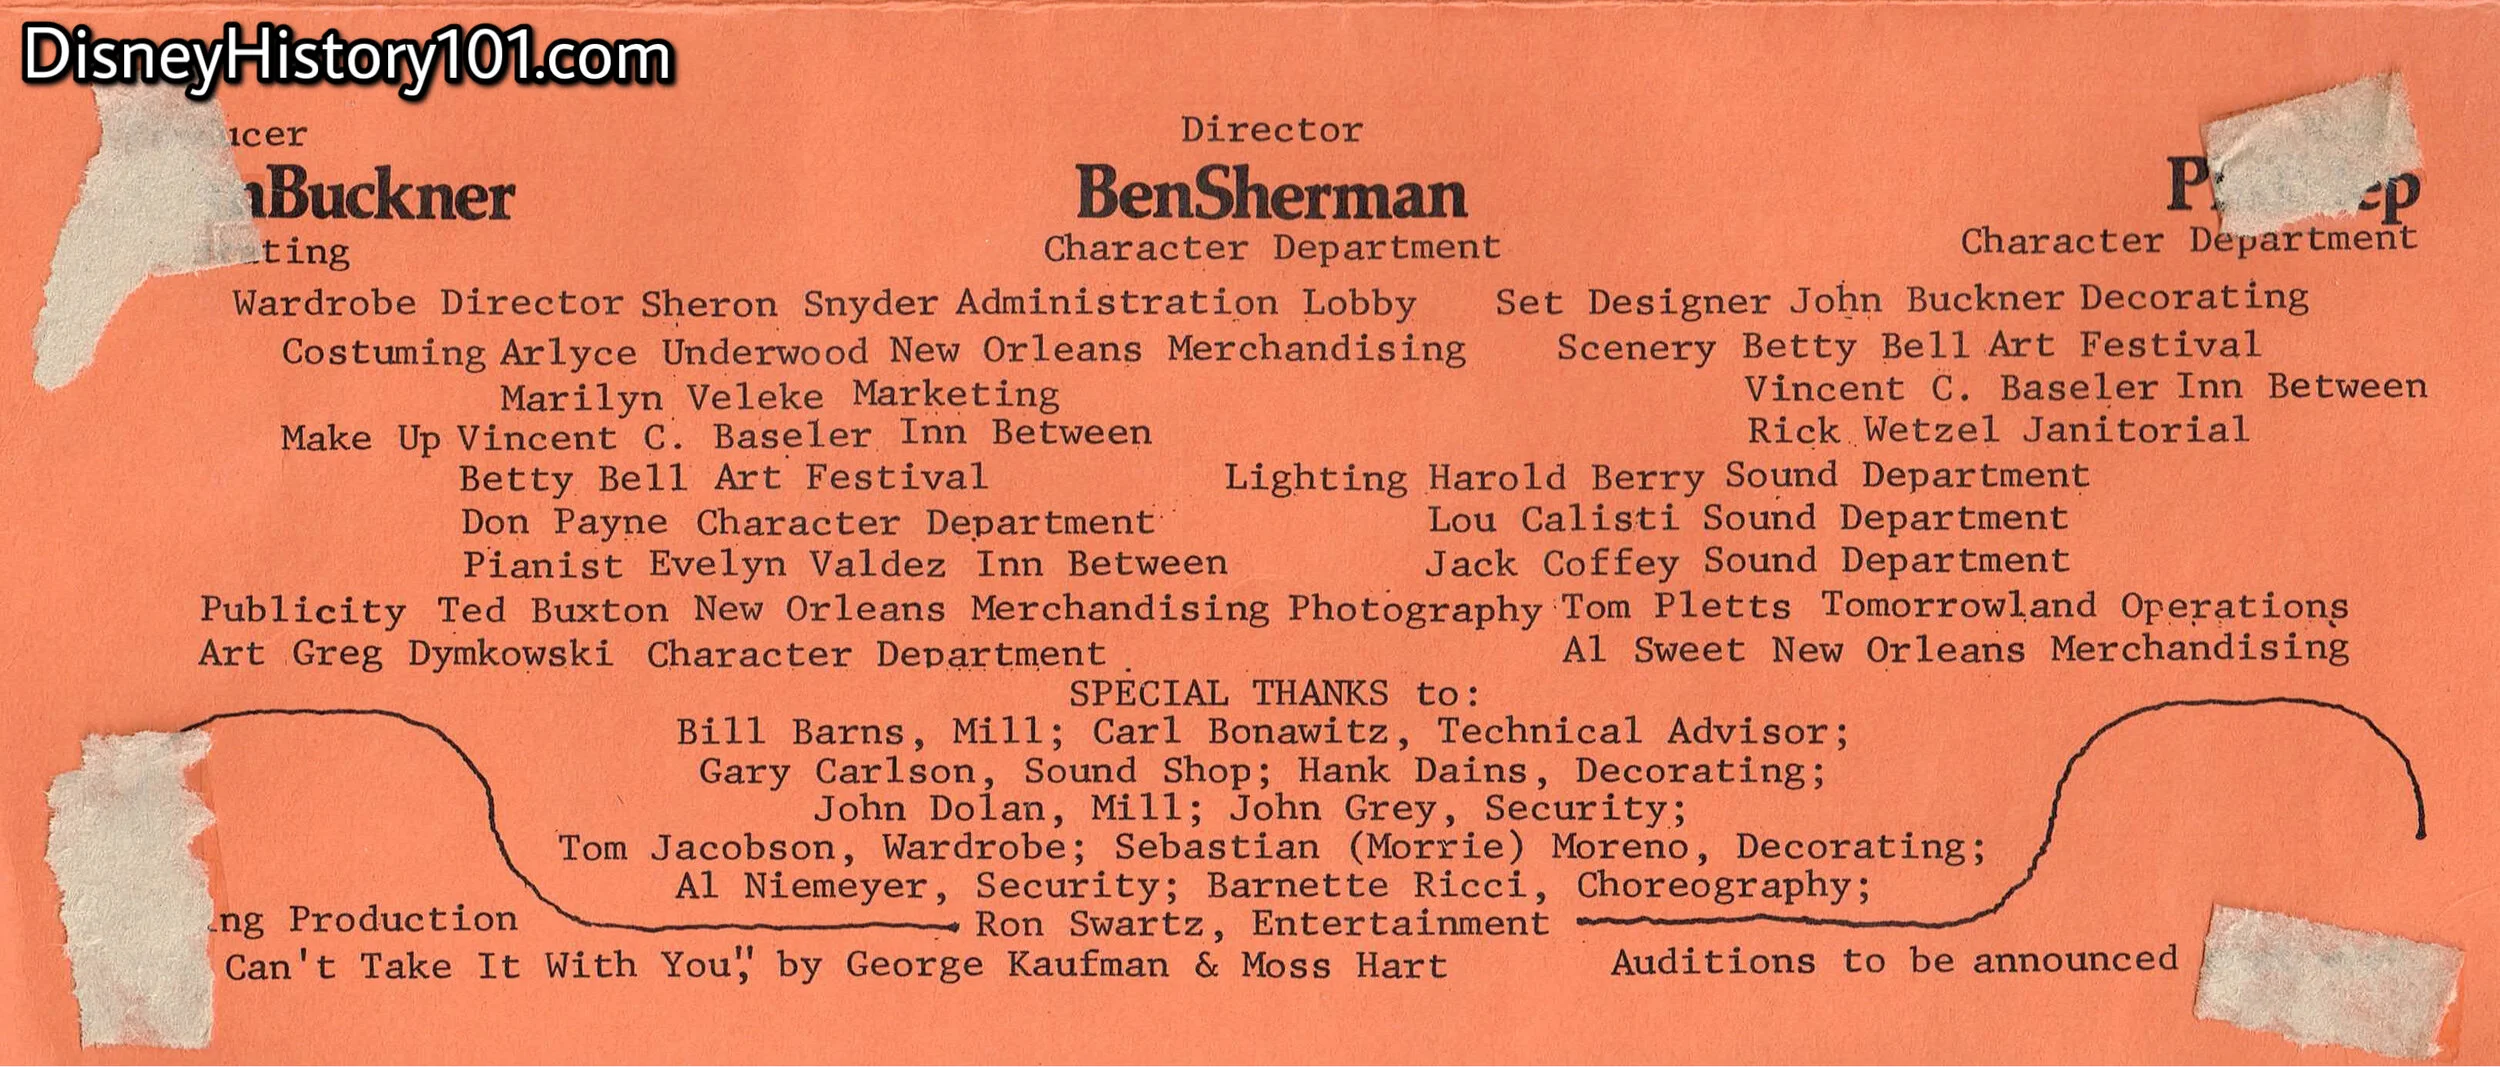 DisneyHistory101.com
Director
Buckner BenSherman
Character Department Character Department
Wardrobe Director Sheron Snyder Administration Lobby Set Designer John Buckner Decorating
Costuming Arlyce Underwood New Orleans Merchandising Scenery Betty Bell Art Festival
Marilyn Veleke Marketing Vincent C. Baseler Inn Between
Make Up Vincent C. Baseler Inn Between Rick Wetzel Janitorial
Betty Bell Art Festival Lighting Harold Berry Sound Department
Don Payne Character Department Lou Calisti Sound Department
Pianist Evelyn Valdez Inn Between Jack Coffey Sound Department
Publicity Ted Buxton New Orleans Merchandising Photography Tom Pletts Tomorrowland Operations
Art Greg Dymkowski Character Department Al Sweet New Orleans Merchandising
SPECIAL THANKS to:
Bill Barns, Mill; Carl Bonawitz, Technical Advisor;
Gary Carlson, Sound Shop; Hank Dains, Decorating;
John Dolan, Mill; John Grey, Security;
Tom Jacobson, Wardrobe; Sebastian (Morrie) Moreno, Decorating;
Al Niemeyer, Security; Barnette Ricci, Choreography;
Production Ron Swartz, Entertainment
Can't Take It With You", by George Kaufman & Moss Hart Auditions to be announced